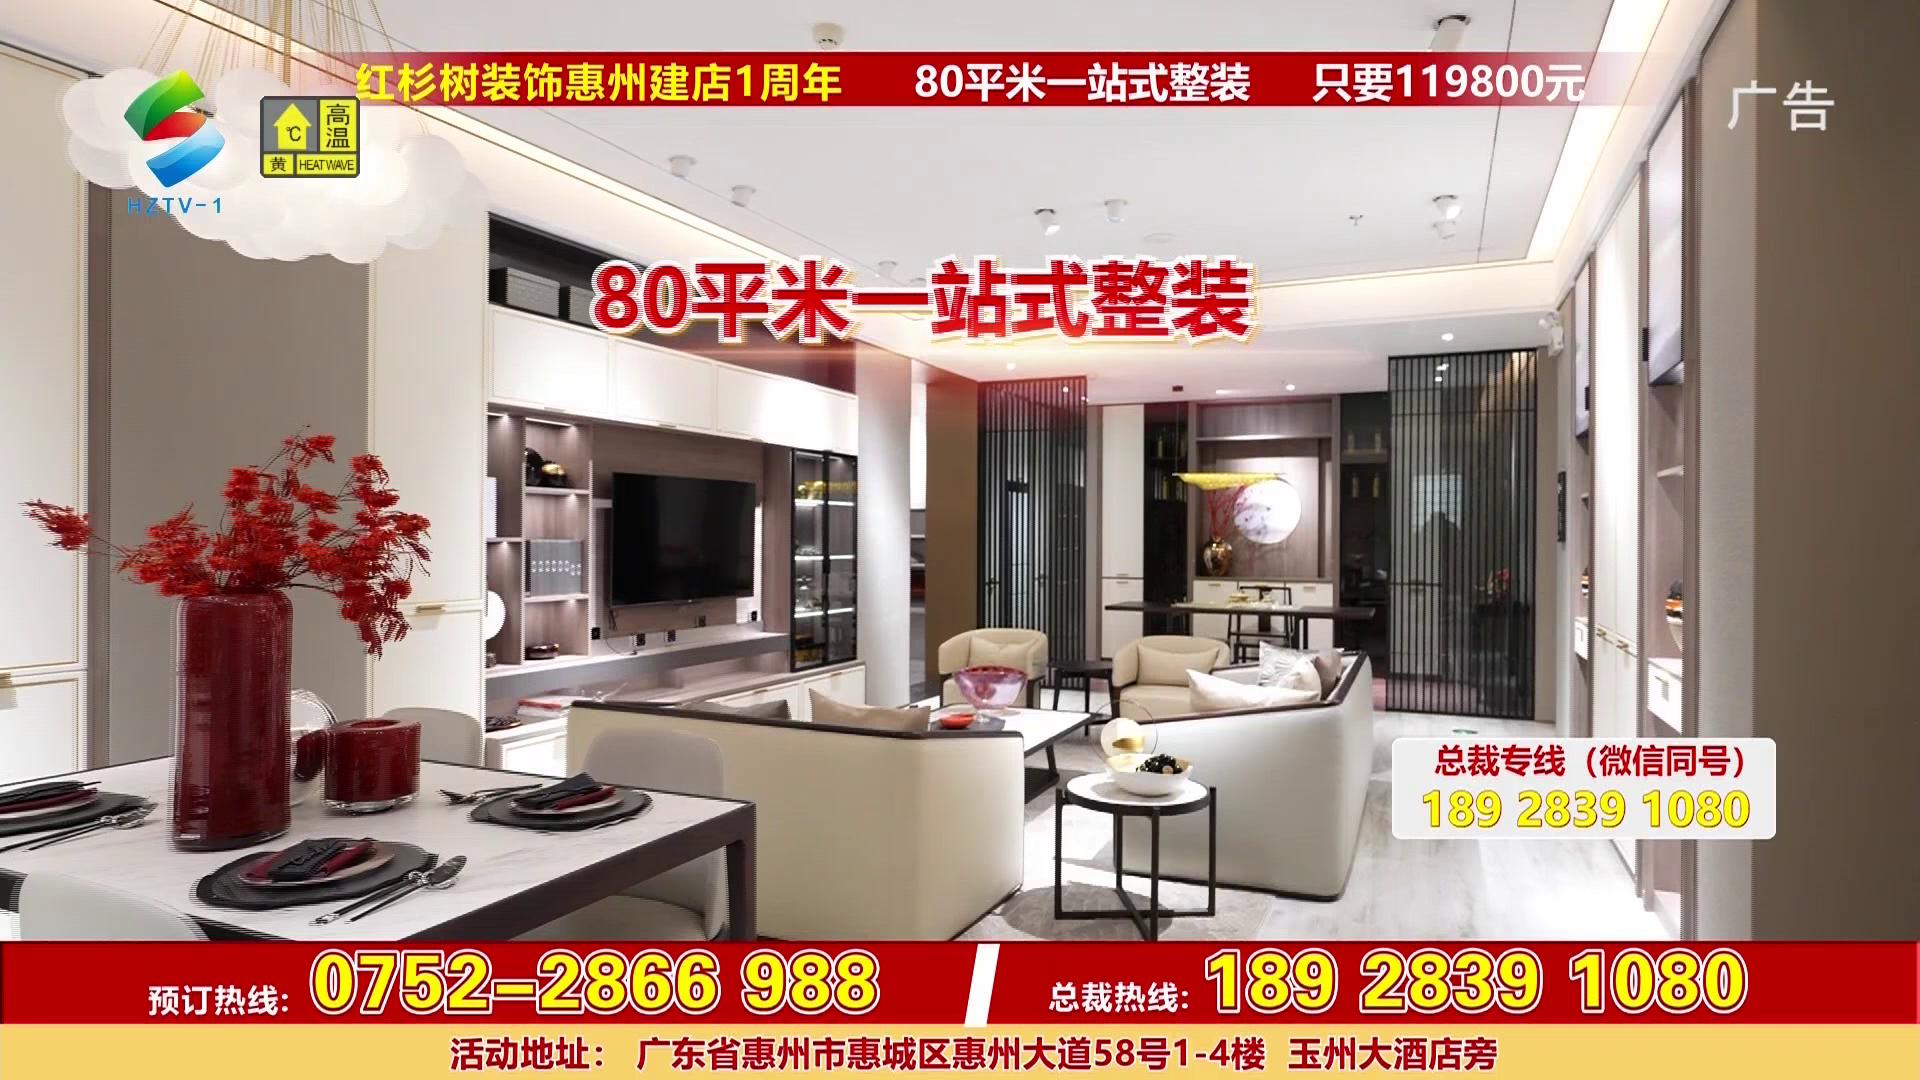 红杉树装饰惠州建店1周年 80平米一站式整装 只要119800元
广告
HZTV-1
℃
高温
黄
HEAT WAVE
80平米一站式整装
总裁专线（微信同号）
189 2839 1080
预订热线: 0752-2866 988
总裁热线: 189 2839 1080
活动地址： 广东省惠州市惠城区惠州大道58号1-4楼 玉州大酒店旁